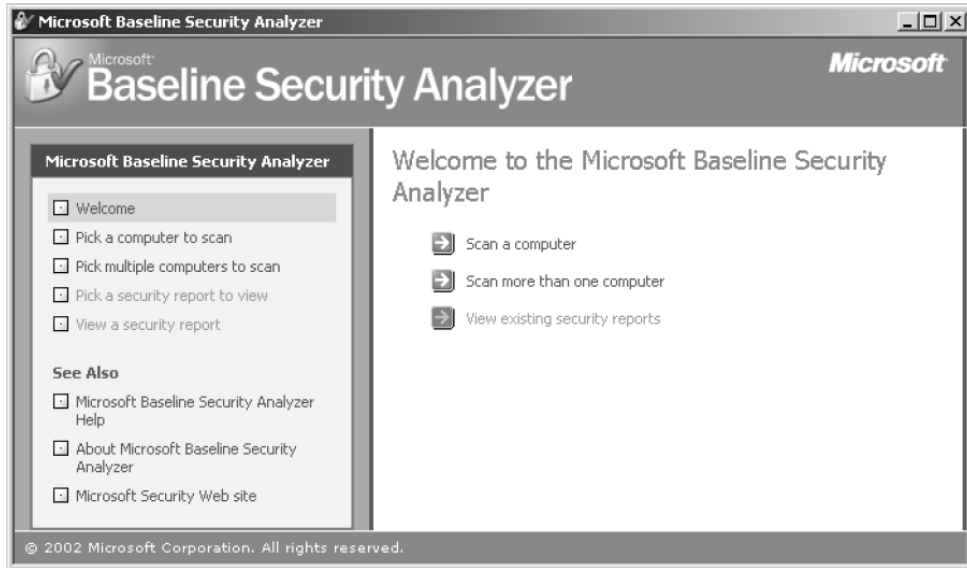 Microsoft Baseline Security Analyzer
Microsoft
Baseline Security Analyzer
Microsoft
Microsoft Baseline Security Analyzer
Welcome
Pick a computer to scan
Pick multiple computers to scan
Pick a security report to view
View a security report
See Also
Microsoft Baseline Security Analyzer
Help
About Microsoft Baseline Security
Analyzer
Microsoft Security Web site
Welcome to the Microsoft Baseline Security
Analyzer
Scan a computer
Scan more than one computer
View existing security reports
© 2002 Microsoft Corporation. All rights reserved.